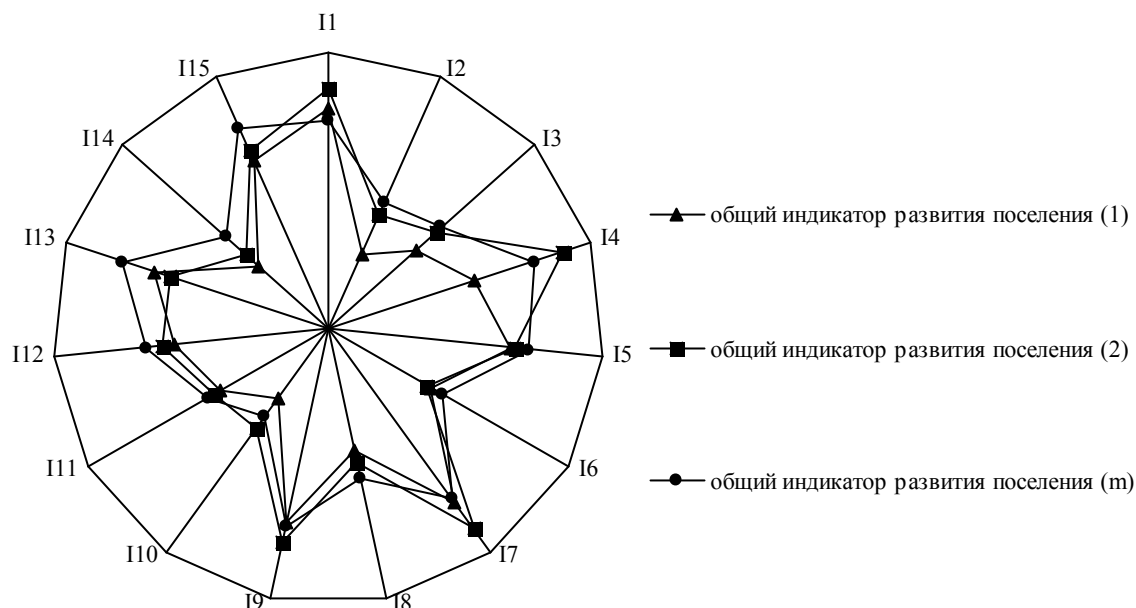 I1
I15
I2
I14
I3
I13
I4
I12
I5
I11
I6
I10
I7
I9
I8
общий индикатор развития поселения (1)
общий индикатор развития поселения (2)
общий индикатор развития поселения (m)